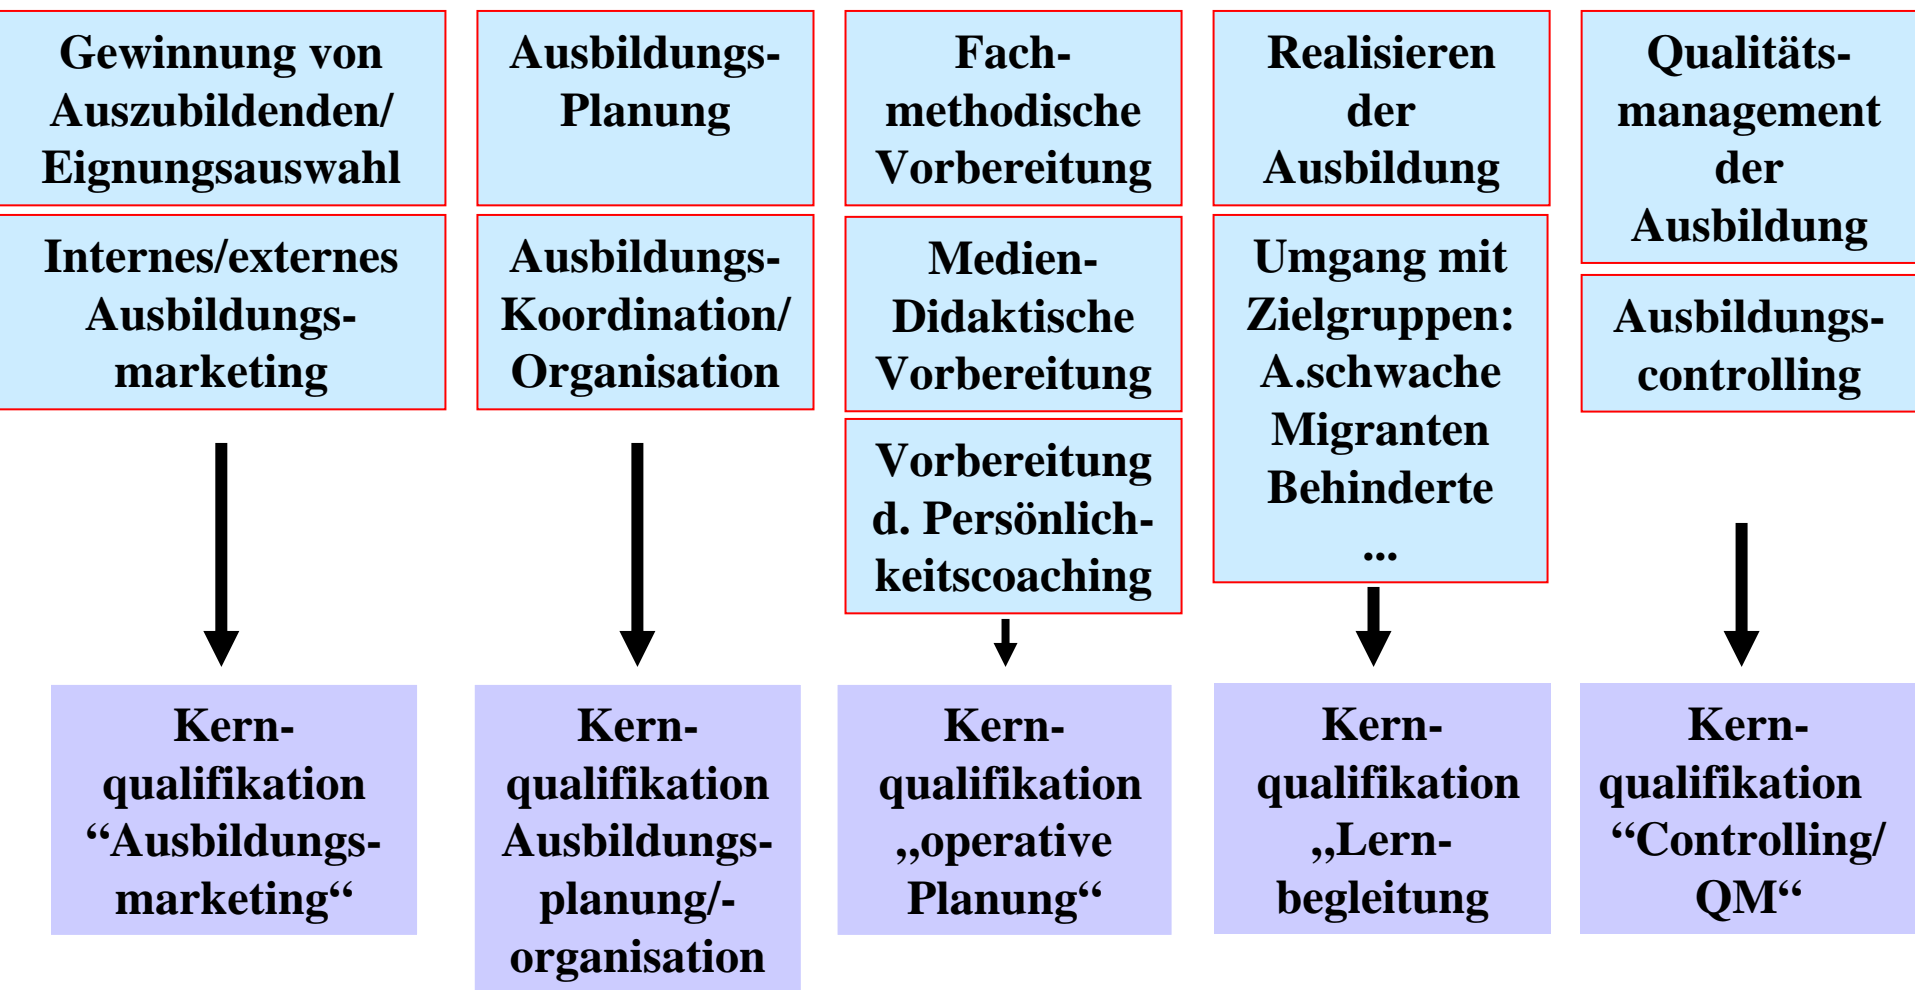 Gewinnung von
Auszubildenden/
Eignungsauswahl
Internes/externes
Ausbildungs-
marketing
Kern-
qualifikation
“Ausbildungs-
marketing“
Ausbildungs-
Planung
Ausbildungs-
Koordination/
Organisation
Kern-
qualifikation
Ausbildungs-
planung/-
organisation
Fach-
methodische
Vorbereitung
Medien-
Didaktische
Vorbereitung
Vorbereitung
d. Persönlich-
keitscoaching
Kern-
qualifikation
„operative
Planung“
Realisieren
der
Ausbildung
Umgang mit
Zielgruppen:
A.schwache
Migranten
Behinderte
...
Kern-
qualifikation
„Lern-
begleitung
Qualitäts-
management
der
Ausbildung
Ausbildungs-
controlling
Kern-
qualifikation
“Controlling/
QM“